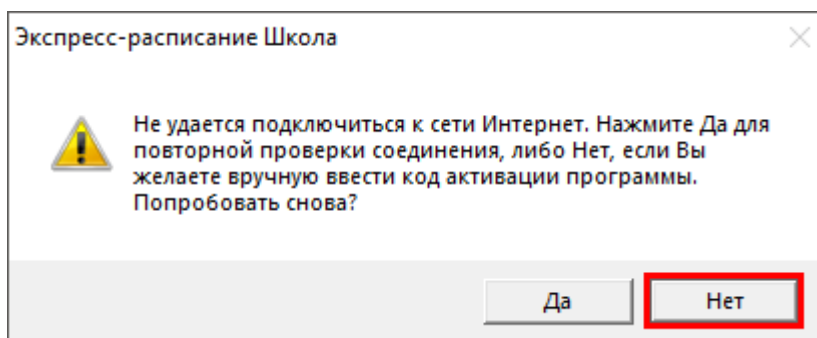 Экспресс-расписание Школа
Не удается подключиться к сети Интернет. Нажмите Да для
повторной проверки соединения, либо Нет, если Вы
желаете вручную ввести код активации программы.
Попробовать снова?
Да
Нет